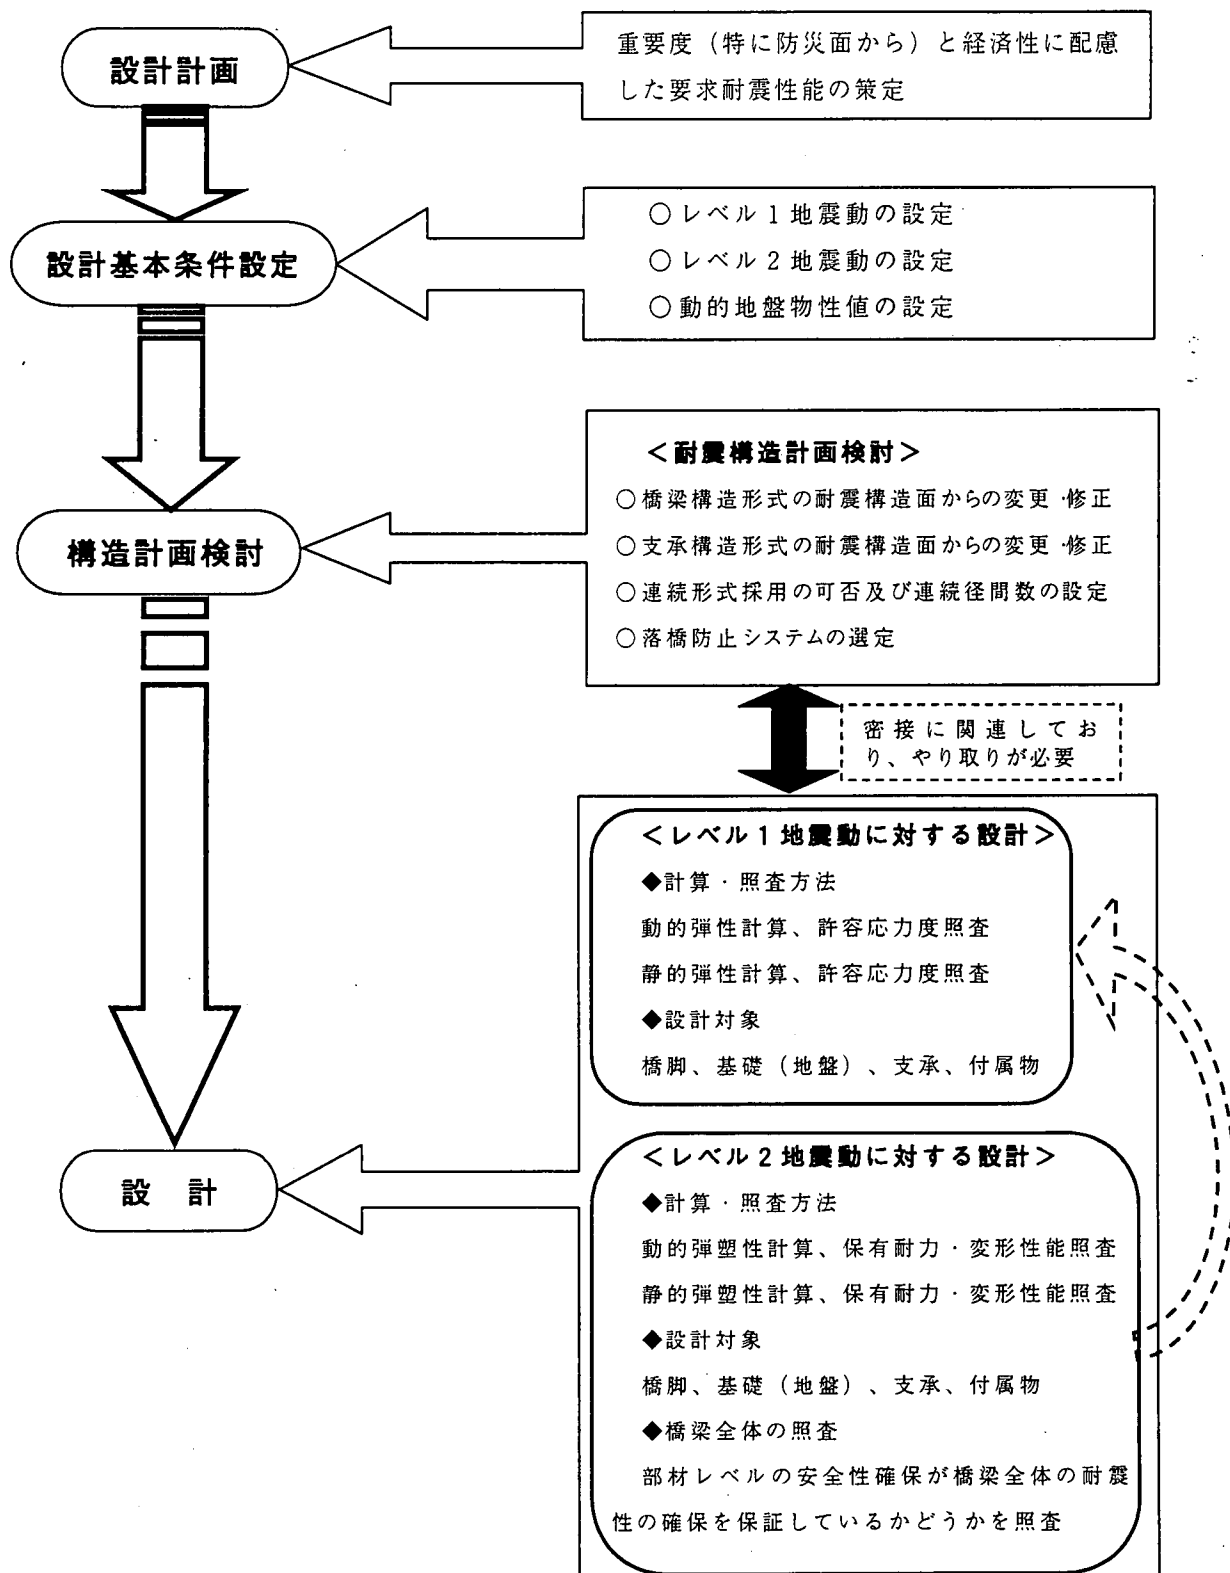 設計計画
重要度（特に防災面から）と経済性に配慮
した要求耐震性能の策定
設計基本条件設定
○レベル1地震動の設定
○レベル2地震動の設定
○動的地盤物性値の設定
構造計画検討
＜耐震構造計画検討＞
○橋梁構造形式の耐震構造面からの変更・修正
○支承構造形式の耐震構造面からの変更・修正
○連続形式採用の可否及び連続径間数の設定
○落橋防止システムの選定
密接に関連してお
り、やり取りが必要
＜レベル1地震動に対する設計＞
◆計算・照査方法
動的弾性計算、許容応力度照査
静的弾性計算、許容応力度照査
◆設計対象
橋脚、基礎（地盤）、支承、付属物
設 計
＜レベル2地震動に対する設計＞
◆計算・照査方法
動的弾塑性計算、保有耐力・変形性能照査
静的弾塑性計算、保有耐力・変形性能照査
◆設計対象
橋脚、基礎（地盤）、支承、付属物
◆橋梁全体の照査
部材レベルの安全性確保が橋梁全体の耐震
性の確保を保証しているかどうかを照査